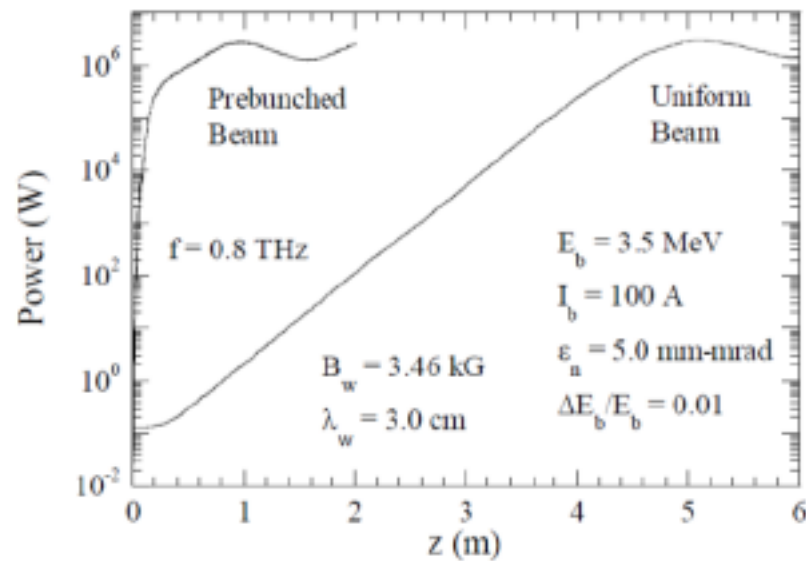 Power (W)
10^6
10^4
10^2
10^0
10^-2
Prebunched
Beam
Uniform
Beam
f = 0.8 THz
E_b = 3.5 MeV
I_b = 100 A
ε_n = 5.0 mm-mrad
ΔE_b/E_b = 0.01
B_w = 3.46 kG
λ_w = 3.0 cm
0 1 2 3 4 5 6
z (m)